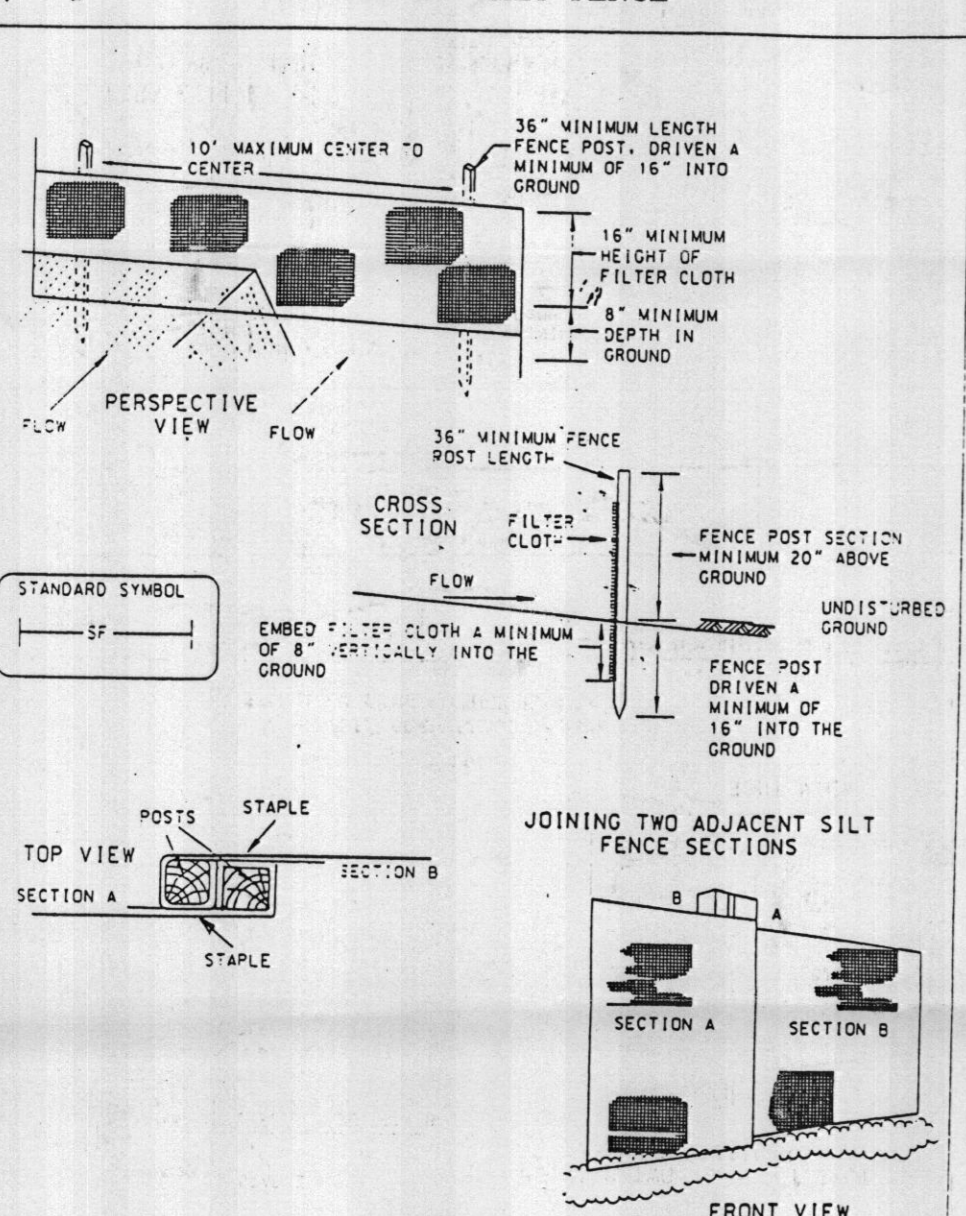 10' MAXIMUM CENTER TO
CENTER
36" MINIMUM LENGTH
FENCE POST, DRIVEN A
MINIMUM OF 16" INTO
GROUND
16" MINIMUM
HEIGHT OF
FILTER CLOTH
8" MINIMUM
DEPTH IN
GROUND
FLOW
PERSPECTIVE
VIEW
FLOW
36" MINIMUM FENCE
POST LENGTH
CROSS
SECTION
FILTER
CLOTH
FENCE POST SECTION
MINIMUM 20" ABOVE
GROUND
FLOW
STANDARD SYMBOL
SF
UNDISTURBED
GROUND
EMBED FILTER CLOTH A MINIMUM
OF 8" VERTICALLY INTO THE
GROUND
FENCE POST
DRIVEN A
MINIMUM OF
16" INTO THE
GROUND
POSTS
STAPLE
TOP VIEW
SECTION A
SECTION B
STAPLE
JOINING TWO ADJACENT SILT
FENCE SECTIONS
B
A
SECTION A
SECTION B
FRONT VIEW